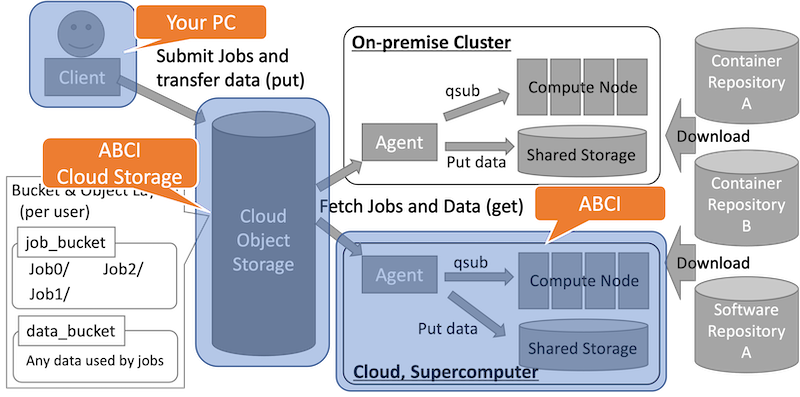 Your PC
Client
Submit Jobs and
transfer data (put)
ABCI
Cloud Storage
Bucket & Object La
(per user)
job_bucket
Job0/ Job2/
Job1/
data_bucket
Any data used by jobs
Cloud
Object
Storage
On-premise Cluster
Agent
qsub
Put data
Compute Node
Shared Storage
Fetch Jobs and Data (get)
ABCI
Agent
qsub
Put data
Compute Node
Shared Storage
Cloud, Supercomputer
Container
Repository
A
Download
Container
Repository
B
Download
Software
Repository
A